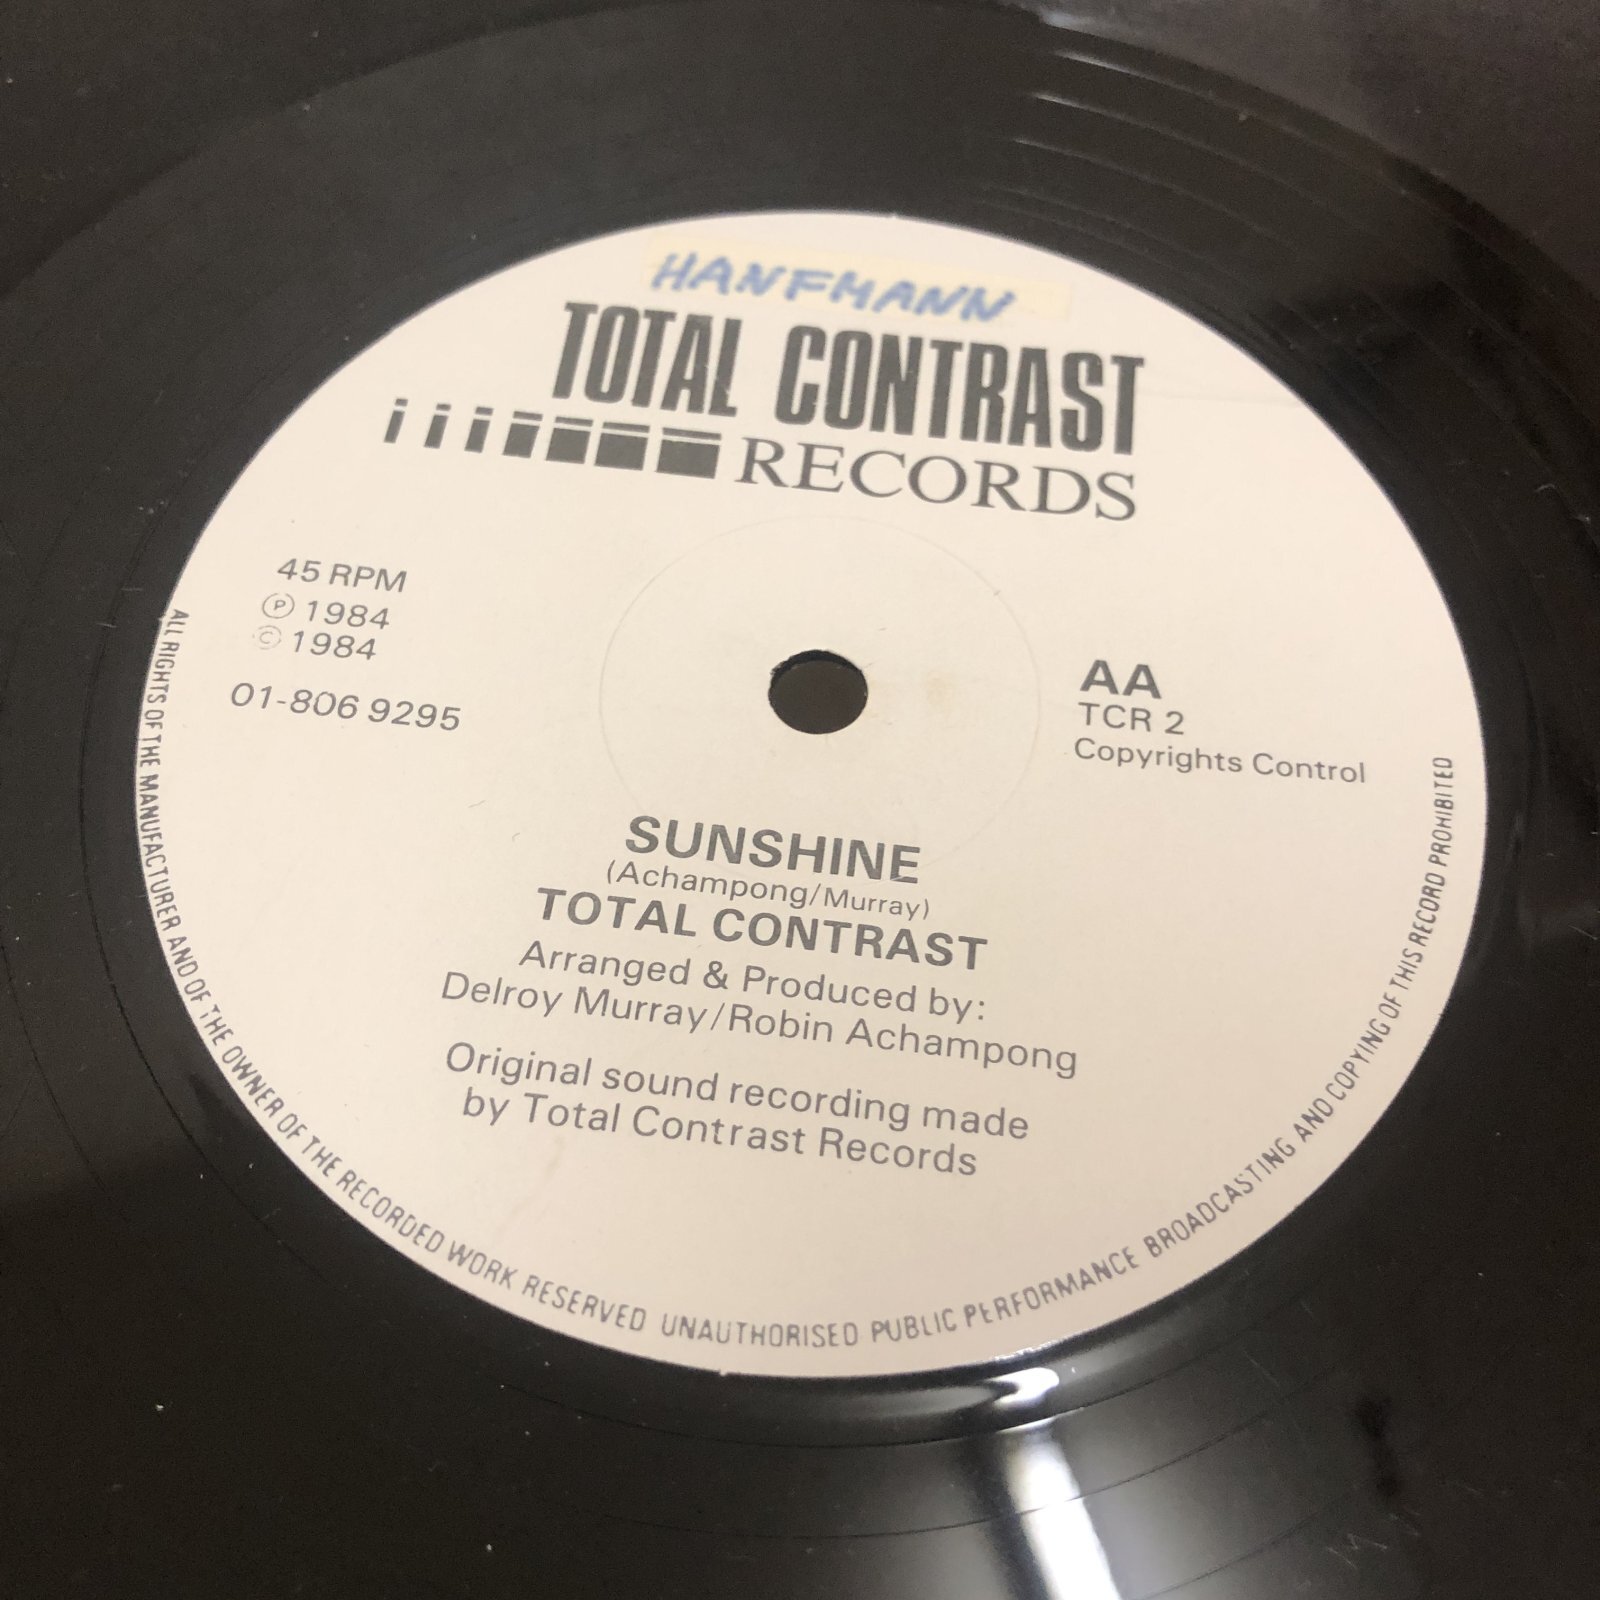 HANFMANN
TOTAL CONTRAST
RECORDS
45 RPM
Ⓟ 1984
© 1984
01-806 9295
AA
TCR 2
Copyrights Control
SUNSHINE
(Achampong/Murray)
TOTAL CONTRAST
Arranged & Produced by:
Delroy Murray/Robin Achampong
Original sound recording made
by Total Contrast Records
ALL RIGHTS OF THE MANUFACTURER AND OF THE OWNER OF THE RECORDED WORK RESERVED UNAUTHORISED PUBLIC PERFORMANCE BROADCASTING AND COPYING OF THIS RECORD PROHIBITED